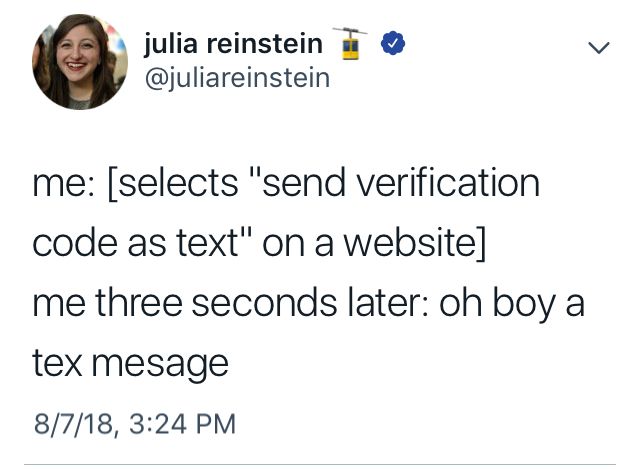 julia reinstein 🚡
@juliareinstein
me: [selects "send verification
code as text" on a website]
me three seconds later: oh boy a
tex mesage
8/7/18, 3:24 PM